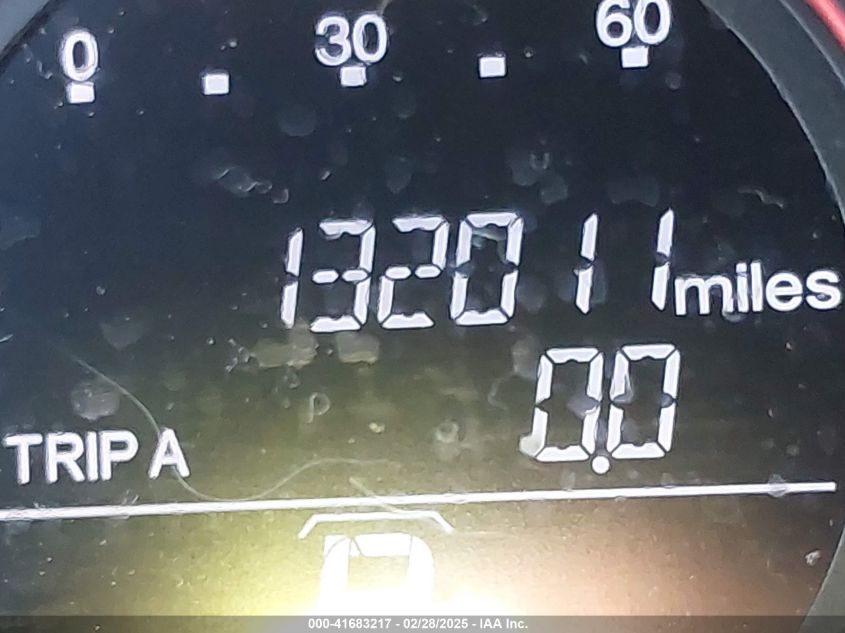 0 30 60
132011 miles
0.0
TRIP A
000-41683217 - 02/28/2025 - IAA Inc.